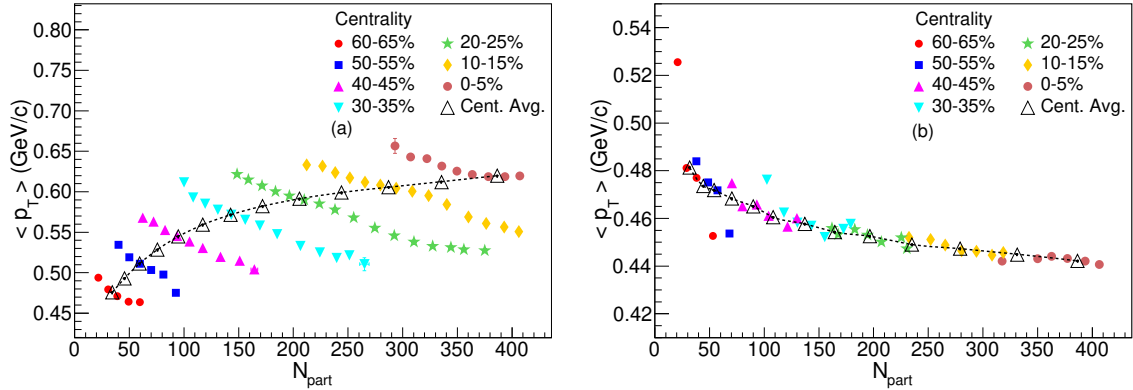 Centrality
60-65%
50-55%
40-45%
30-35%
20-25%
10-15%
0-5%
Cent. Avg.
(a)
< p_T > (GeV/c)
0.80
0.75
0.70
0.65
0.60
0.55
0.50
0.45
0 50 100 150 200 250 300 350 400
N_part
Centrality
60-65%
50-55%
40-45%
30-35%
20-25%
10-15%
0-5%
Cent. Avg.
(b)
< p_T > (GeV/c)
0.54
0.52
0.50
0.48
0.46
0.44
0.42
0.41
0 50 100 150 200 250 300 350 400
N_part